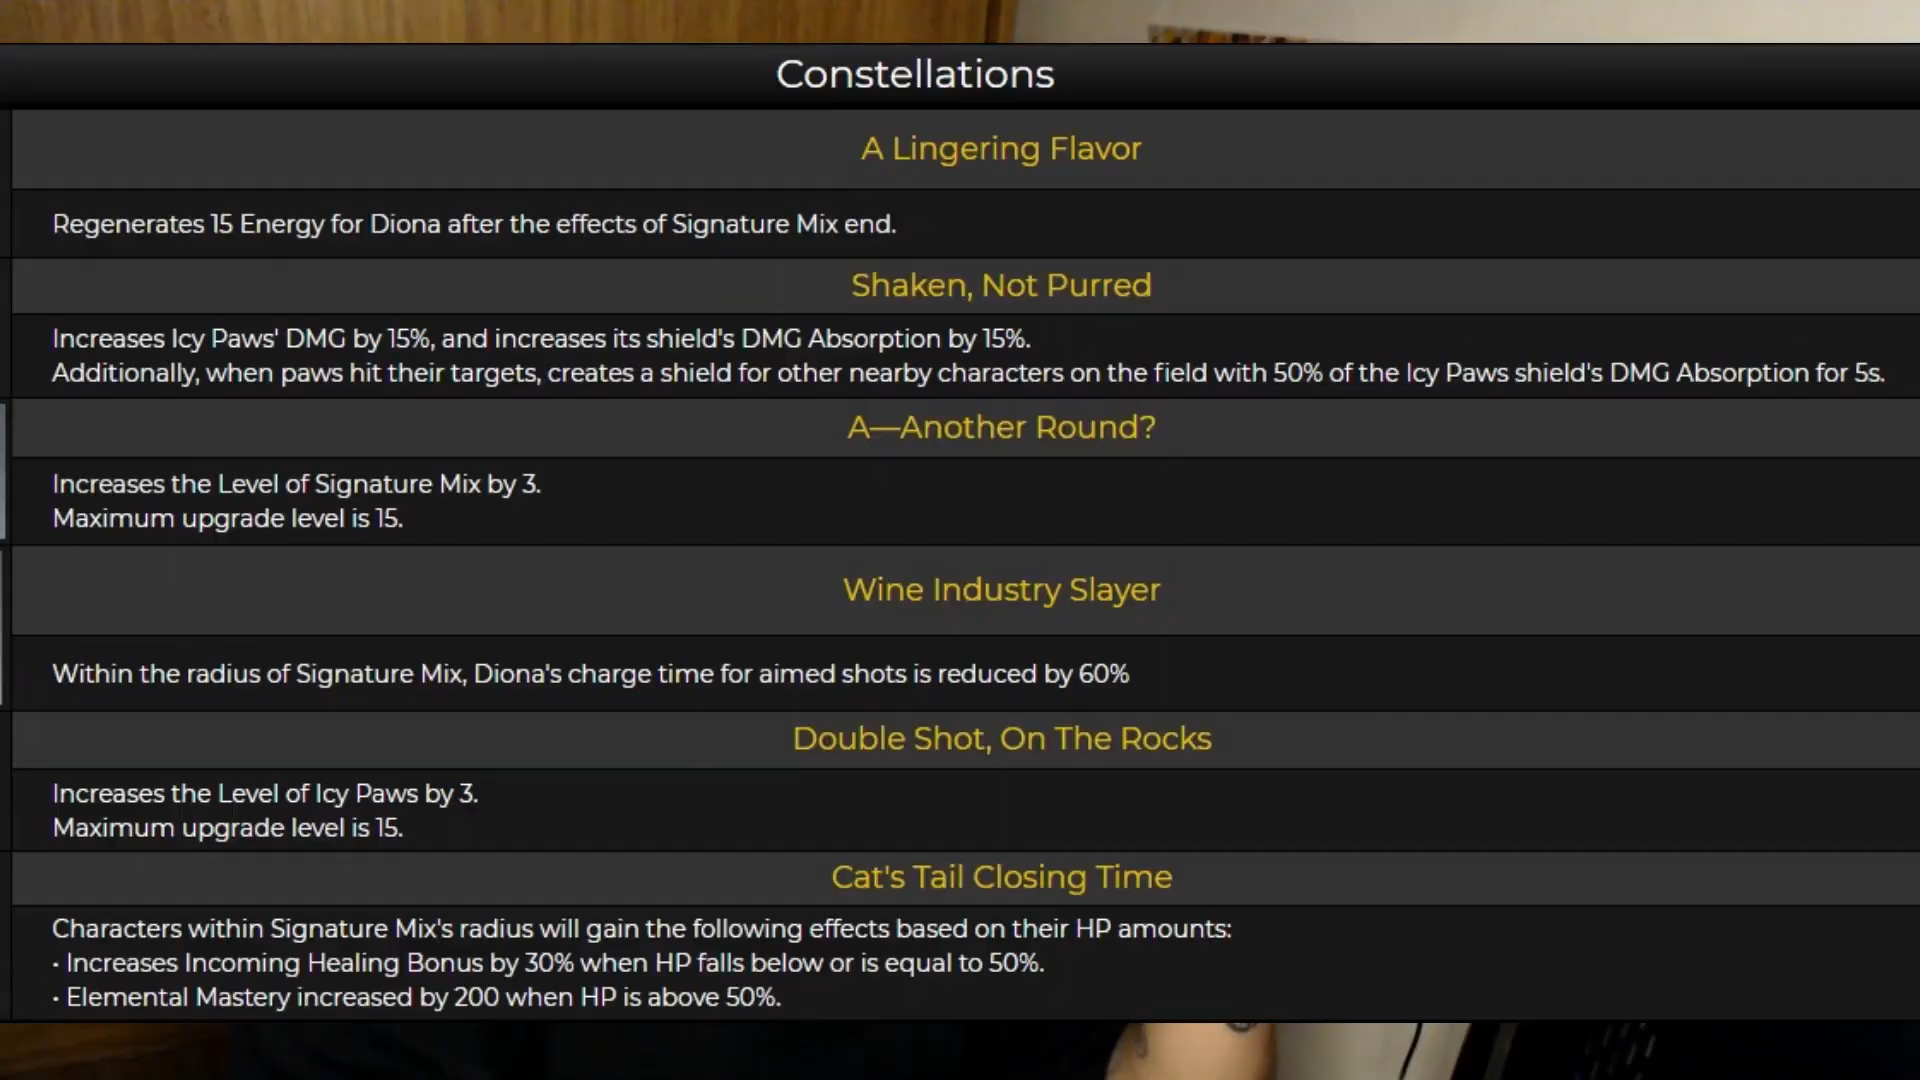 Constellations
A Lingering Flavor
Regenerates 15 Energy for Diona after the effects of Signature Mix end.
Shaken, Not Purred
Increases Icy Paws' DMG by 15%, and increases its shield's DMG Absorption by 15%.
Additionally, when paws hit their targets, creates a shield for other nearby characters on the field with 50% of the Icy Paws shield's DMG Absorption for 5s.
A—Another Round?
Increases the Level of Signature Mix by 3.
Maximum upgrade level is 15.
Wine Industry Slayer
Within the radius of Signature Mix, Diona's charge time for aimed shots is reduced by 60%
Double Shot, On The Rocks
Increases the Level of Icy Paws by 3.
Maximum upgrade level is 15.
Cat's Tail Closing Time
Characters within Signature Mix's radius will gain the following effects based on their HP amounts:
· Increases Incoming Healing Bonus by 30% when HP falls below or is equal to 50%.
· Elemental Mastery increased by 200 when HP is above 50%.